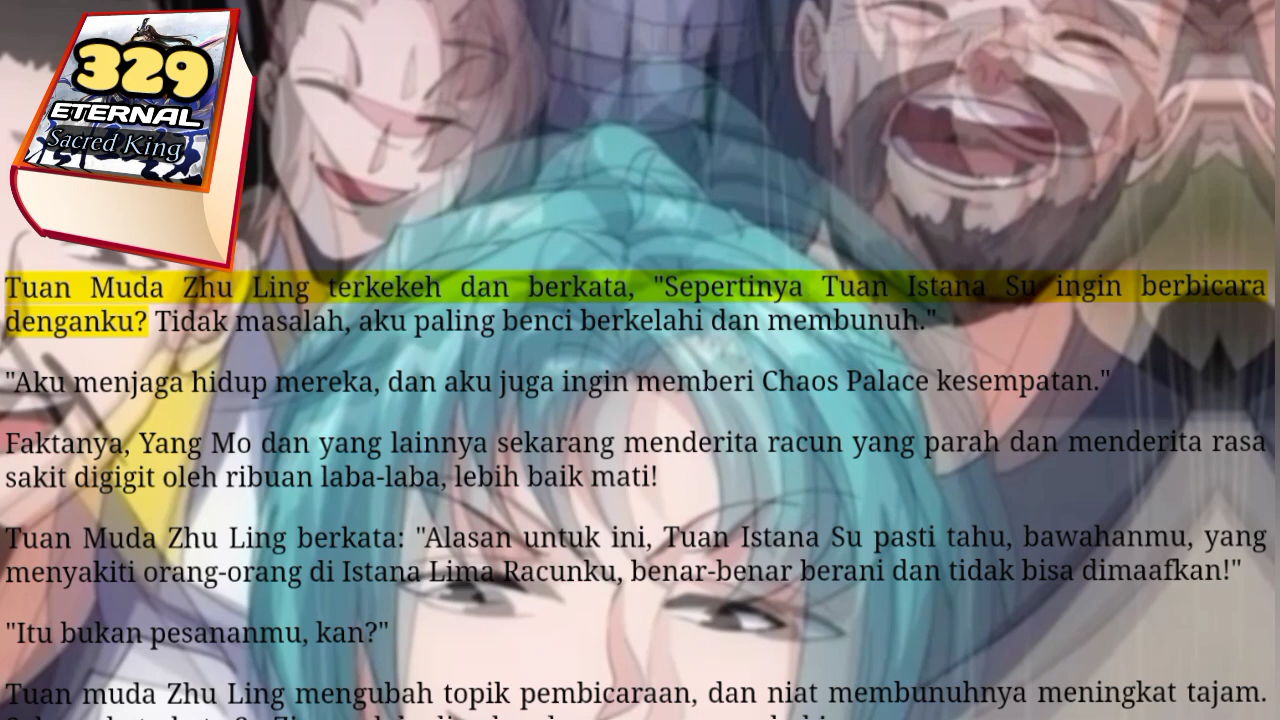 329
ETERNAL
Sacred King
Tuan Muda Zhu Ling terkekeh dan berkata, "Sepertinya Tuan Istana Su ingin berbicara
denganku? Tidak masalah, aku paling benci berkelahi dan membunuh."
"Aku menjaga hidup mereka, dan aku juga ingin memberi Chaos Palace kesempatan."
Faktanya, Yang Mo dan yang lainnya sekarang menderita racun yang parah dan menderita rasa
sakit digigit oleh ribuan laba-laba, lebih baik mati!
Tuan Muda Zhu Ling berkata: "Alasan untuk ini, Tuan Istana Su pasti tahu, bawahanmu, yang
menyakiti orang-orang di Istana Lima Racunku, benar-benar berani dan tidak bisa dimaafkan!"
"Itu bukan pesananmu, kan?"
Tuan muda Zhu Ling mengubah topik pembicaraan, dan niat membunuhnya meningkat tajam.